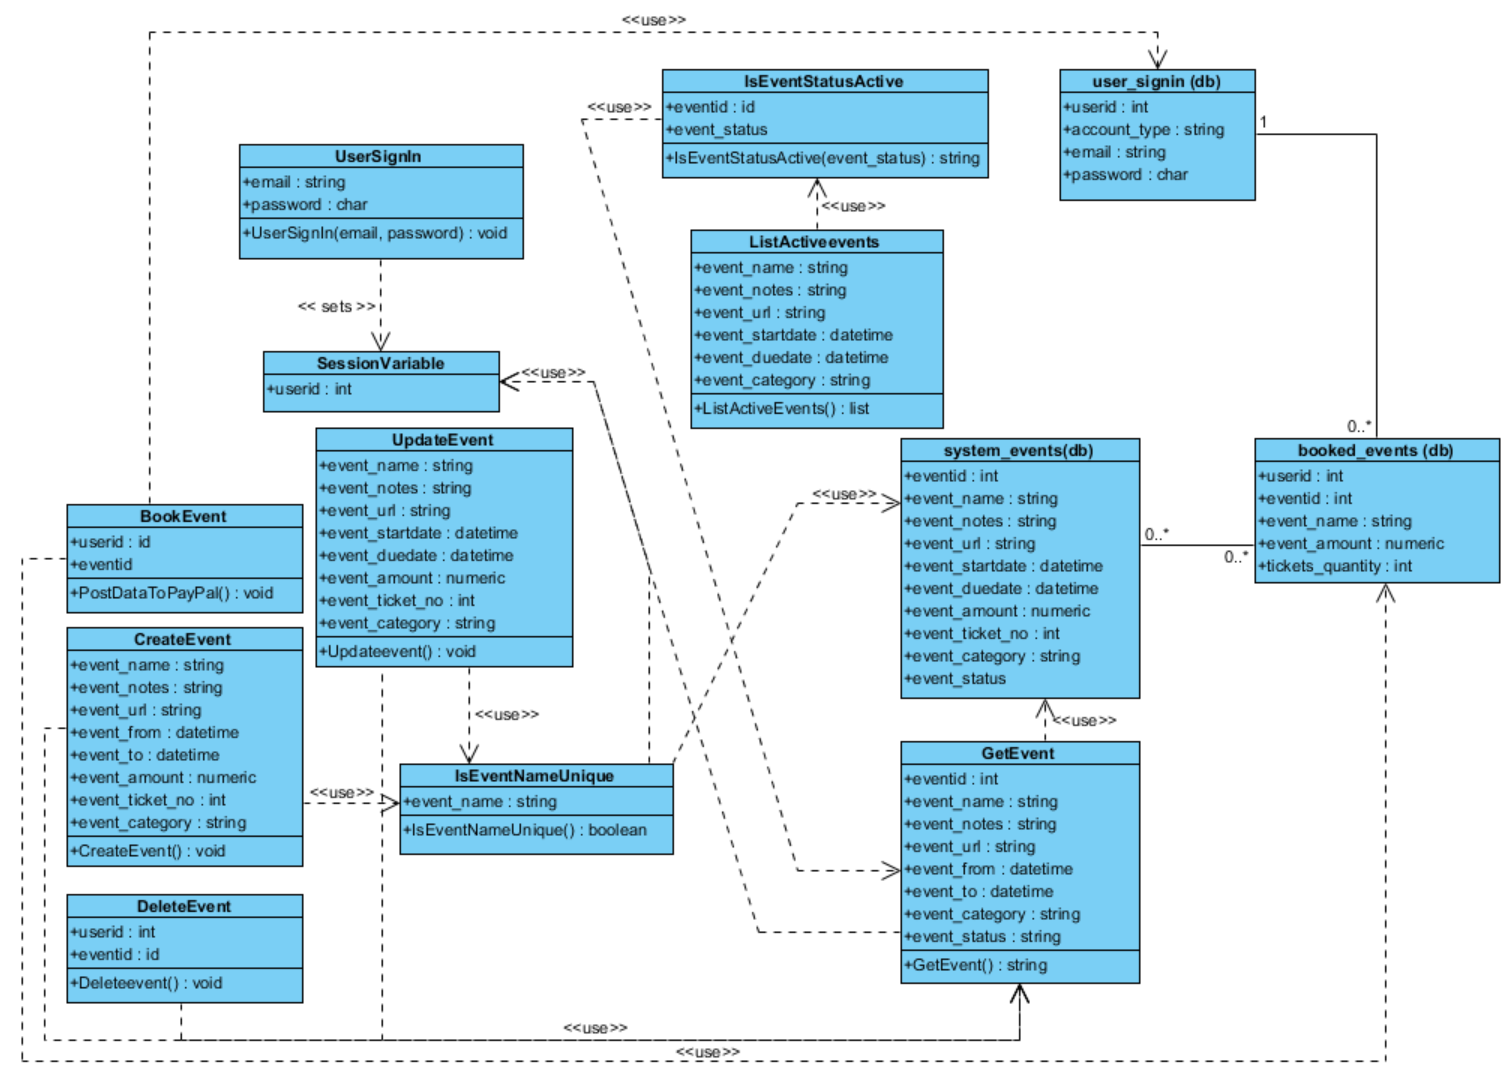 <<use>>
IsEventStatusActive
+eventid : id
+event_status
+IsEventStatusActive(event_status) : string
<<use>>
user_signin (db)
+userid : int
+account_type : string
+email : string
+password : char
1
UserSignIn
+email : string
+password : char
+UserSignIn(email, password) : void
<<use>>
ListActiveevents
+event_name : string
+event_notes : string
+event_url : string
+event_startdate : datetime
+event_duedate : datetime
+event_category : string
+ListActiveEvents() : list
<< sets >>
SessionVariable
+userid : int
<<use>>
UpdateEvent
+event_name : string
+event_notes : string
+event_url : string
+event_startdate : datetime
+event_duedate : datetime
+event_amount : numeric
+event_ticket_no : int
+event_category : string
+Updateevent() : void
0..*
system_events(db)
+eventid : int
+event_name : string
+event_notes : string
+event_url : string
+event_startdate : datetime
+event_duedate : datetime
+event_amount : numeric
+event_ticket_no : int
+event_category : string
+event_status
<<use>>
0..*
0..*
booked_events (db)
+userid : int
+eventid : int
+event_name : string
+event_amount : numeric
+tickets_quantity : int
BookEvent
+userid : id
+eventid
+PostDataToPayPal() : void
CreateEvent
+event_name : string
+event_notes : string
+event_url : string
+event_from : datetime
+event_to : datetime
+event_amount : numeric
+event_ticket_no : int
+event_category : string
+CreateEvent() : void
<<use>>
<<use>>
IsEventNameUnique
+event_name : string
+IsEventNameUnique() : boolean
<<use>>
GetEvent
+eventid : int
+event_name : string
+event_notes : string
+event_url : string
+event_from : datetime
+event_to : datetime
+event_category : string
+event_status : string
+GetEvent() : string
DeleteEvent
+userid : int
+eventid : id
+Deleteevent() : void
<<use>>
<<use>>